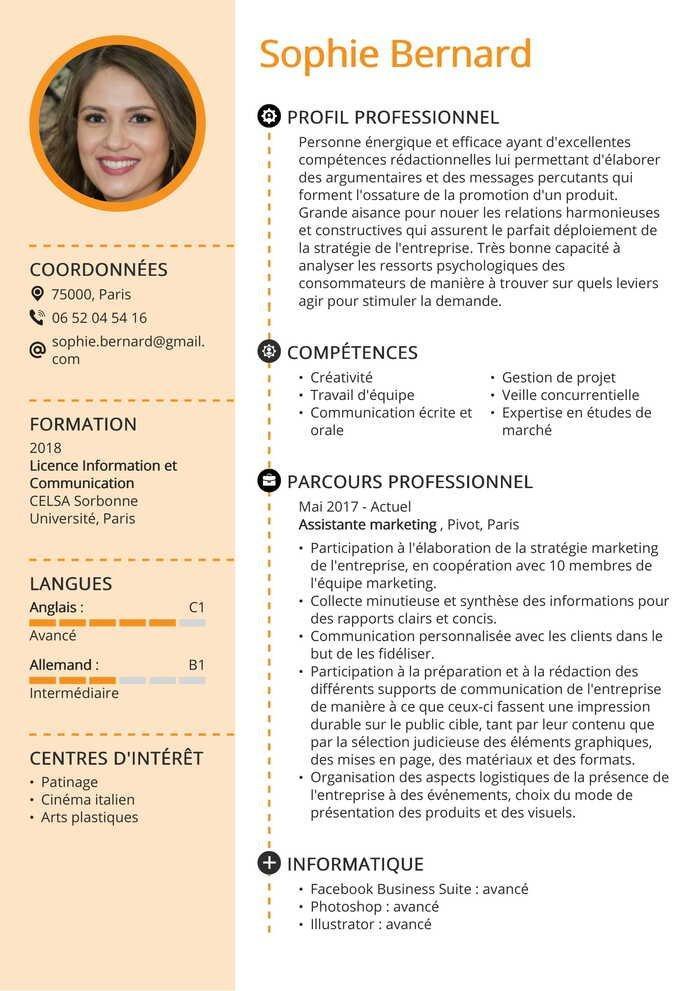 Sophie Bernard
COORDONNÉES
75000, Paris
06 52 04 54 16
sophie.bernard@gmail.
com
FORMATION
2018
Licence Information et
Communication
CELSA Sorbonne
Université, Paris
LANGUES
Anglais : C1
Avancé
Allemand : B1
Intermédiaire
CENTRES D'INTÉRÊT
• Patinage
• Cinéma italien
• Arts plastiques
PROFIL PROFESSIONNEL
Personne énergique et efficace ayant d'excellentes
compétences rédactionnelles lui permettant d'élaborer
des argumentaires et des messages percutants qui
forment l'ossature de la promotion d'un produit.
Grande aisance pour nouer les relations harmonieuses
et constructives qui assurent le parfait déploiement de
la stratégie de l'entreprise. Très bonne capacité à
analyser les ressorts psychologiques des
consommateurs de manière à trouver sur quels leviers
agir pour stimuler la demande.
COMPÉTENCES
• Créativité
• Travail d'équipe
• Communication écrite et
orale
• Gestion de projet
• Veille concurrentielle
• Expertise en études de
marché
PARCOURS PROFESSIONNEL
Mai 2017 - Actuel
Assistante marketing , Pivot, Paris
• Participation à l'élaboration de la stratégie marketing
de l'entreprise, en coopération avec 10 membres de
l'équipe marketing.
• Collecte minutieuse et synthèse des informations pour
des rapports clairs et concis.
• Communication personnalisée avec les clients dans le
but de les fidéliser.
• Participation à la préparation et à la rédaction des
différents supports de communication de l'entreprise
de manière à ce que ceux-ci fassent une impression
durable sur le public cible, tant par leur contenu que
par la sélection judicieuse des éléments graphiques,
des mises en page, des matériaux et des formats.
• Organisation des aspects logistiques de la présence de
l'entreprise à des événements, choix du mode de
présentation des produits et des visuels.
INFORMATIQUE
• Facebook Business Suite : avancé
• Photoshop : avancé
• Illustrator : avancé